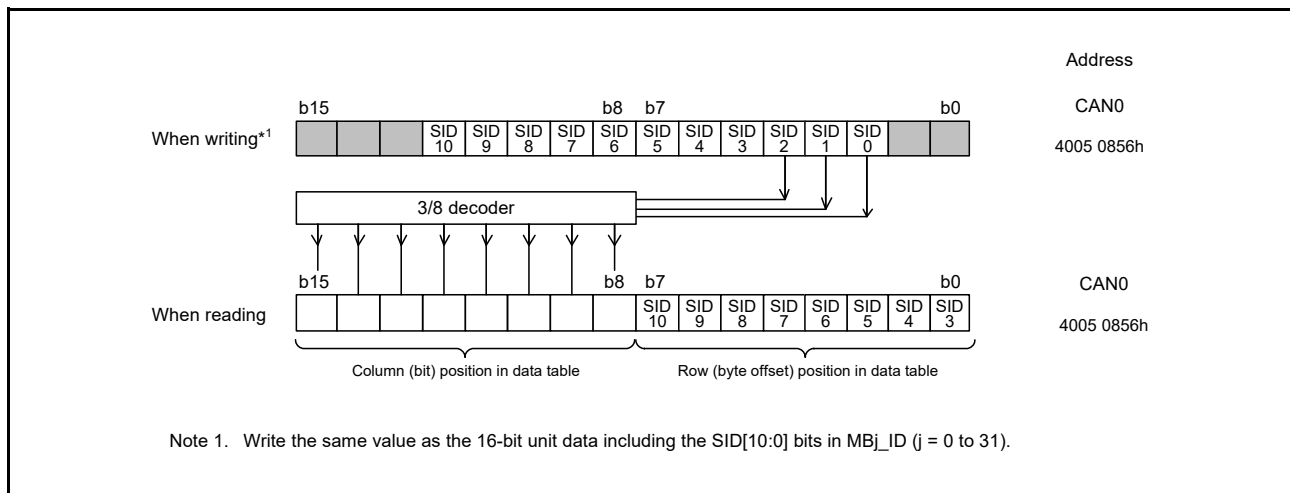 Address
b15 b8 b7 b0 CAN0
When writing*1 SID 10 SID 9 SID 8 SID 7 SID 6 SID 5 SID 4 SID 3 SID 2 SID 1 SID 0 4005 0856h
3/8 decoder
b15 b8 b7 b0 CAN0
When reading SID 10 SID 9 SID 8 SID 7 SID 6 SID 5 SID 4 SID 3 4005 0856h
Column (bit) position in data table Row (byte offset) position in data table
Note 1. Write the same value as the 16-bit unit data including the SID[10:0] bits in MBj_ID (j = 0 to 31).